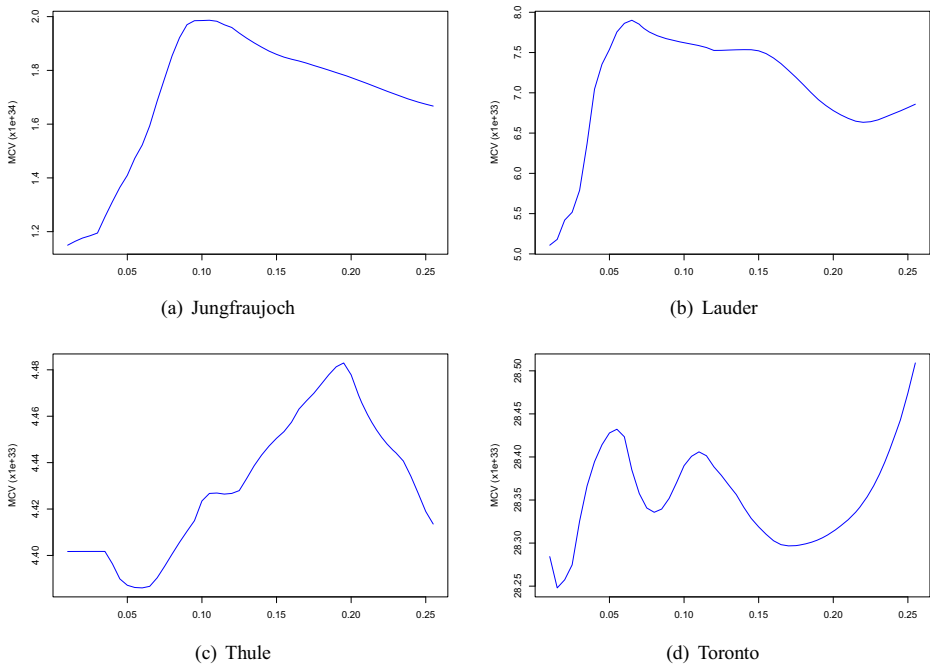 MCV (x1e+34)
2.0
1.8
1.6
1.4
1.2
0.05 0.10 0.15 0.20 0.25
(a) Jungfraujoch
MCV (x1e+33)
8.0
7.5
7.0
6.5
6.0
5.5
5.0
0.05 0.10 0.15 0.20 0.25
(b) Lauder
MCV (x1e+33)
4.48
4.46
4.44
4.42
4.40
0.05 0.10 0.15 0.20 0.25
(c) Thule
MCV (x1e+33)
28.50
28.45
28.40
28.35
28.30
28.25
0.05 0.10 0.15 0.20 0.25
(d) Toronto